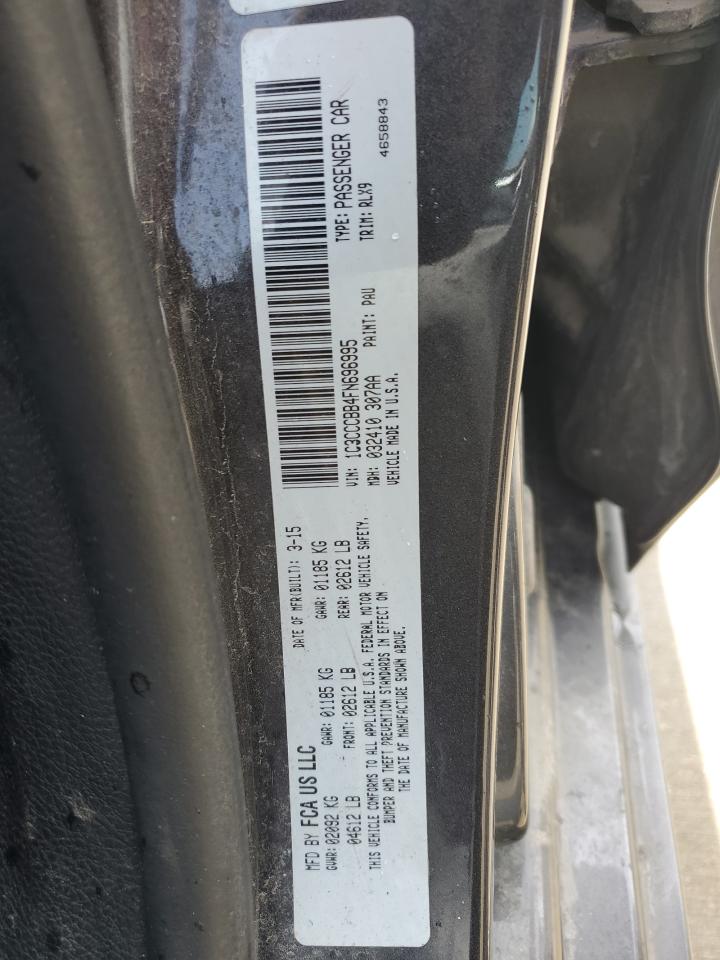 MFD BY FCA US LLC
DATE OF MFR(BUILT): 3-15
GVWR: 02092 KG
GAWR: 01185 KG
GAWR: 01185 KG
04612 LB
FRONT: 02612 LB
REAR: 02612 LB
THIS VEHICLE CONFORMS TO ALL APPLICABLE U.S.A. FEDERAL MOTOR VEHICLE SAFETY,
BUMPER AND THEFT PREVENTION STANDARDS IN EFFECT ON
THE DATE OF MANUFACTURE SHOWN ABOVE.
VIN: 1C3CCCBB4FN696995
TYPE: PASSENGER CAR
MDH: 032410 307AA
PAINT: PAU
TRIM: RLX9
VEHICLE MADE IN U.S.A.
4658843